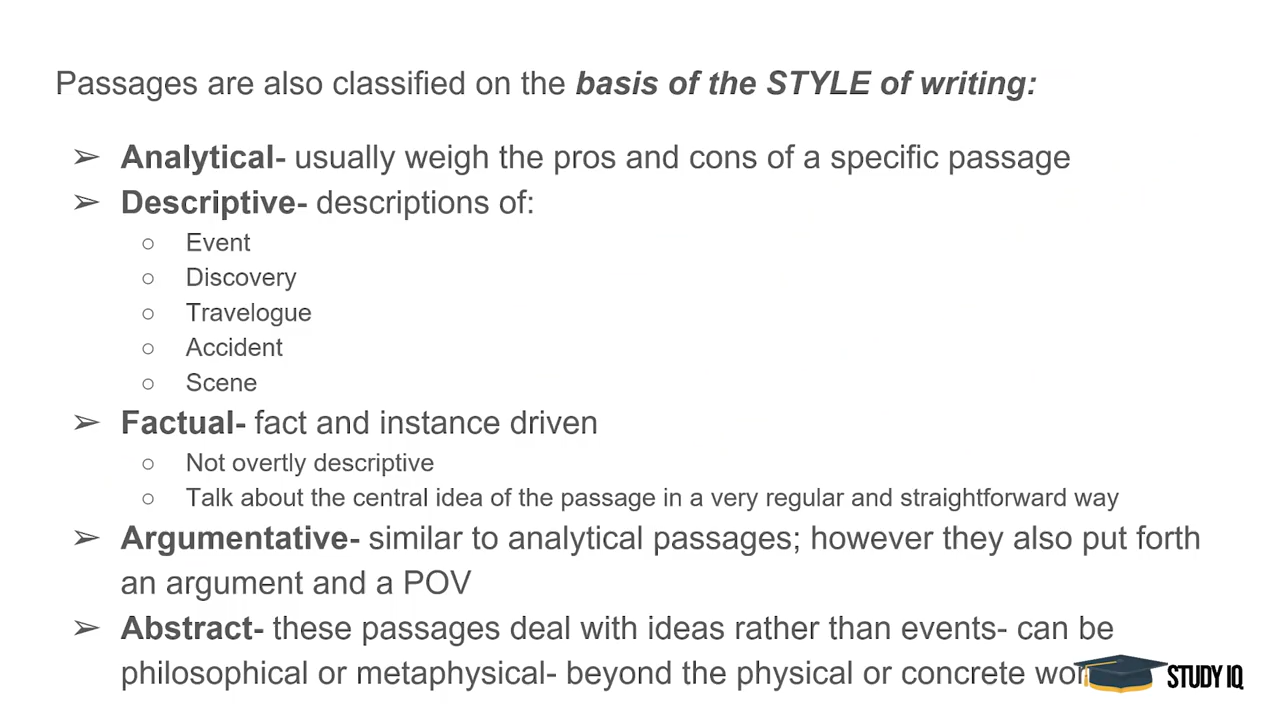 Passages are also classified on the basis of the STYLE of writing:
➢ Analytical- usually weigh the pros and cons of a specific passage
➢ Descriptive- descriptions of:
○ Event
○ Discovery
○ Travelogue
○ Accident
○ Scene
➢ Factual- fact and instance driven
○ Not overtly descriptive
○ Talk about the central idea of the passage in a very regular and straightforward way
➢ Argumentative- similar to analytical passages; however they also put forth
an argument and a POV
➢ Abstract- these passages deal with ideas rather than events- can be
philosophical or metaphysical- beyond the physical or concrete
STUDY IQ